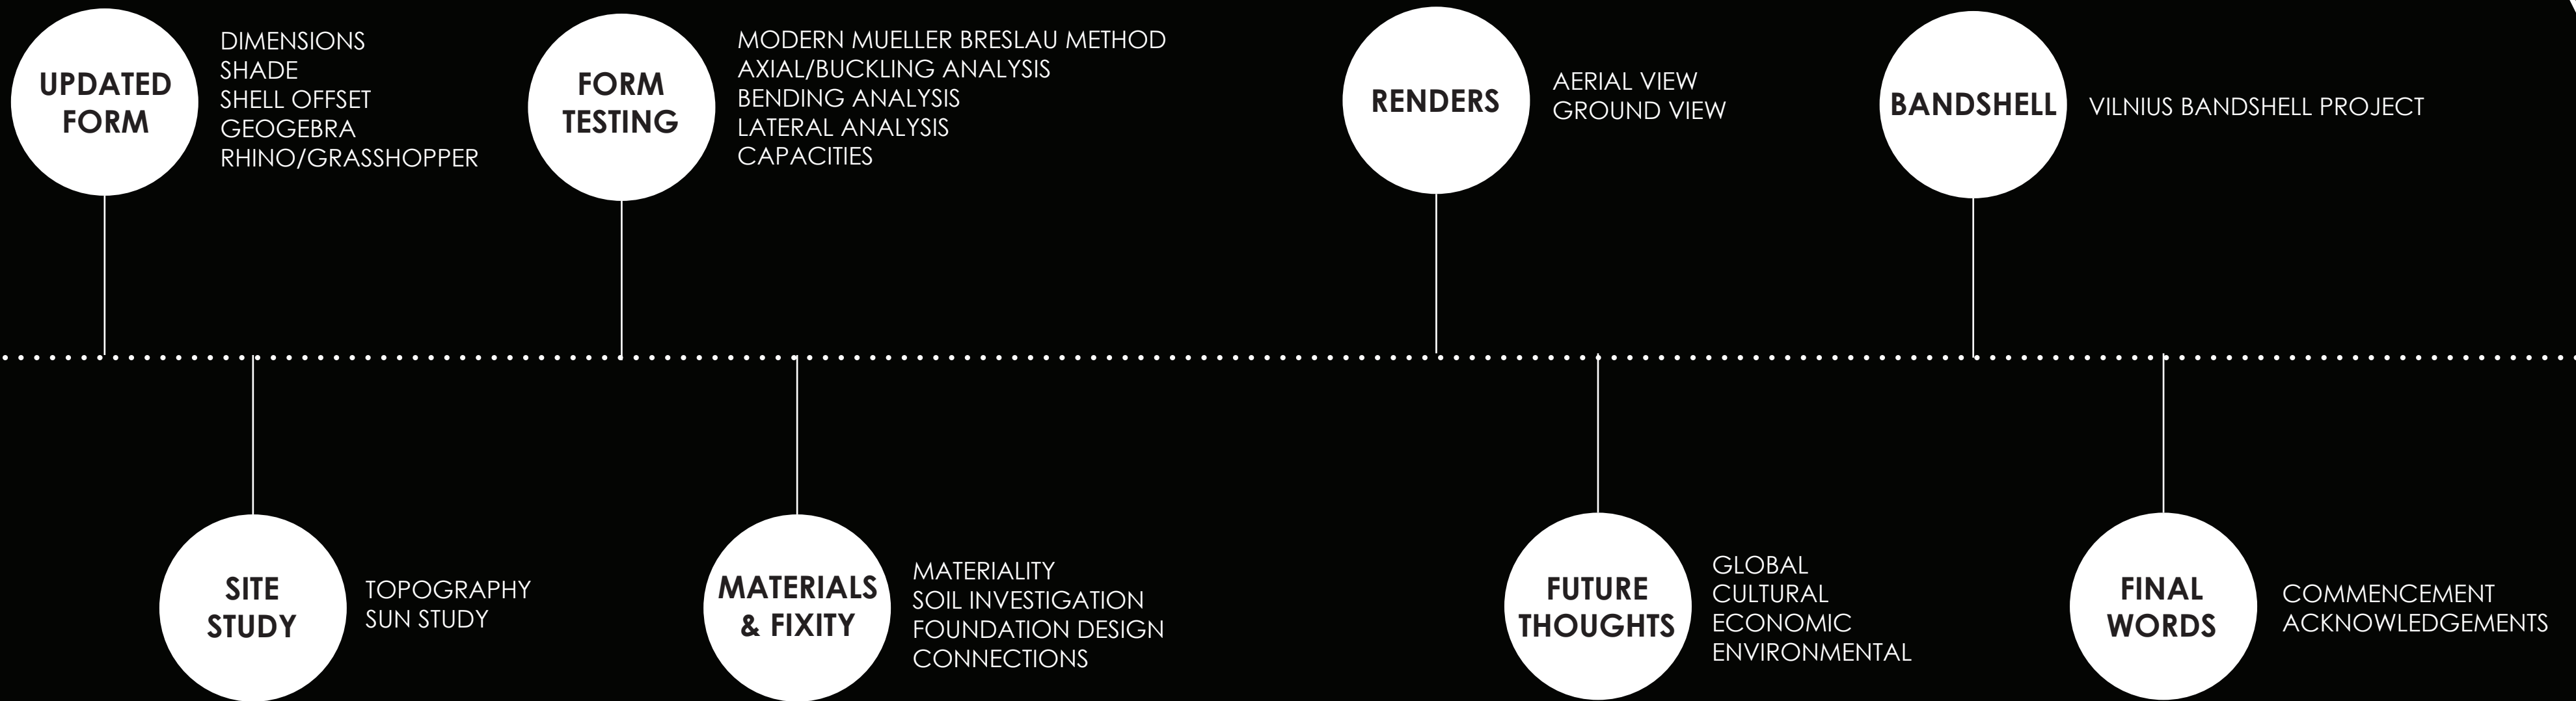 UPDATED
FORM
DIMENSIONS
SHADE
SHELL OFFSET
GEOGEBRA
RHINO/GRASSHOPPER
FORM
TESTING
MODERN MUELLER BRESLAU METHOD
AXIAL/BUCKLING ANALYSIS
BENDING ANALYSIS
LATERAL ANALYSIS
CAPACITIES
RENDERS
AERIAL VIEW
GROUND VIEW
BANDSHELL
VILNIUS BANDSHELL PROJECT
SITE
STUDY
TOPOGRAPHY
SUN STUDY
MATERIALS
& FIXITY
MATERIALITY
SOIL INVESTIGATION
FOUNDATION DESIGN
CONNECTIONS
FUTURE
THOUGHTS
GLOBAL
CULTURAL
ECONOMIC
ENVIRONMENTAL
FINAL
WORDS
COMMENCEMENT
ACKNOWLEDGEMENTS